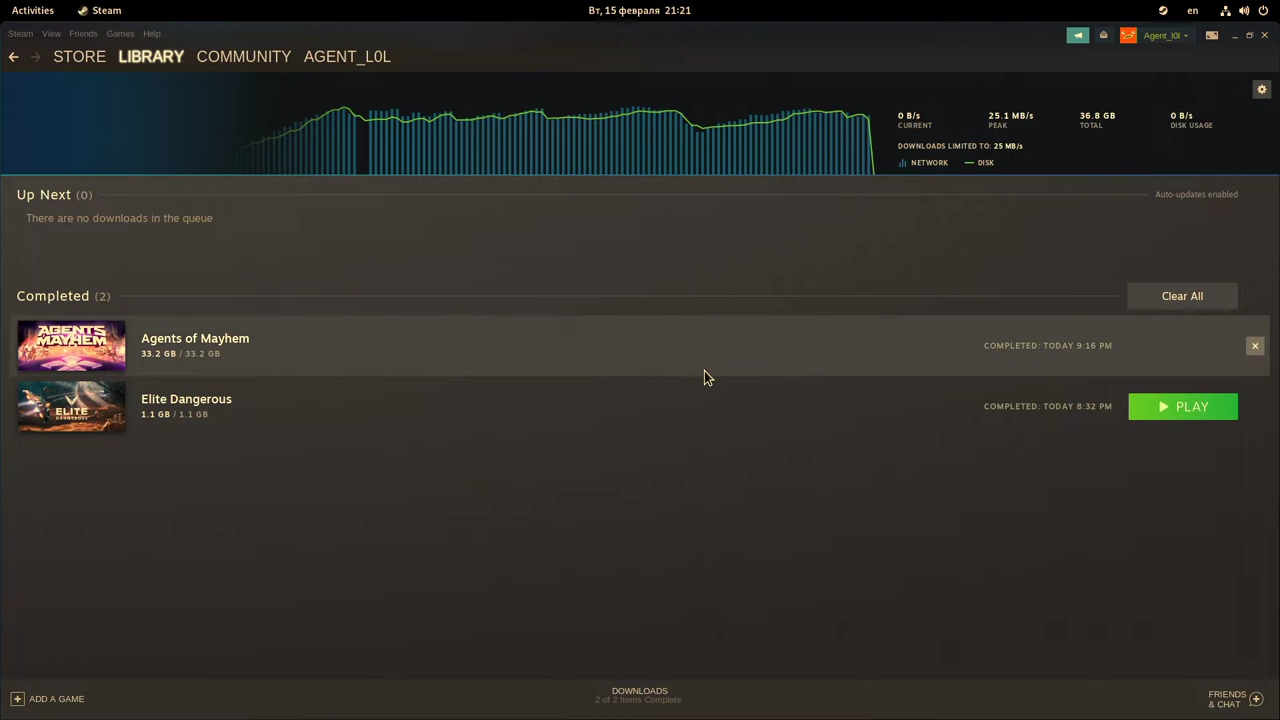 Activities Steam Вт, 15 февраля 21:21 en
Steam View Friends Games Help Agent_l0l
STORE LIBRARY COMMUNITY AGENT_L0L
0 B/s 25.1 MB/s 36.8 GB 0 B/s
CURRENT PEAK TOTAL DISK USAGE
DOWNLOADS LIMITED TO: 25 MB/s
NETWORK DISK
Up Next (0) Auto-updates enabled
There are no downloads in the queue
Completed (2) Clear All
AGENTS OF MAYHEM
Agents of Mayhem
33.2 GB / 33.2 GB
COMPLETED: TODAY 9:16 PM
ELITE DANGEROUS
Elite Dangerous
1.1 GB / 1.1 GB
COMPLETED: TODAY 8:32 PM
PLAY
ADD A GAME
DOWNLOADS
2 of 2 Items Complete
FRIENDS
& CHAT